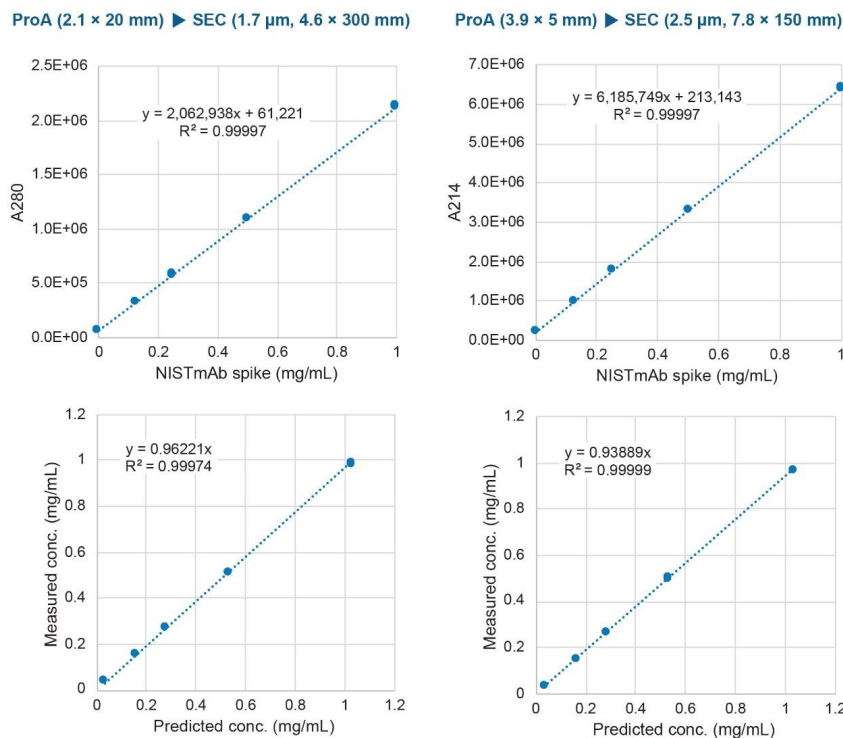 ProA (2.1 × 20 mm) ▶ SEC (1.7 µm, 4.6 × 300 mm)
ProA (3.9 × 5 mm) ▶ SEC (2.5 µm, 7.8 × 150 mm)
2.5E+06
2.0E+06
1.5E+06
1.0E+06
5.0E+05
0.0E+00
A280
y = 2,062,938x + 61,221
R² = 0.99997
0 0.2 0.4 0.6 0.8 1
NISTmAb spike (mg/mL)
7.0E+06
6.0E+06
5.0E+06
4.0E+06
3.0E+06
2.0E+06
1.0E+06
0.0E+00
A214
y = 6,185,749x + 213,143
R² = 0.99997
0 0.2 0.4 0.6 0.8 1
NISTmAb spike (mg/mL)
1.2
1
0.8
0.6
0.4
0.2
0
Measured conc. (mg/mL)
y = 0.96221x
R² = 0.99974
0 0.2 0.4 0.6 0.8 1 1.2
Predicted conc. (mg/mL)
1.2
1
0.8
0.6
0.4
0.2
0
Measured conc. (mg/mL)
y = 0.93889x
R² = 0.99999
0 0.2 0.4 0.6 0.8 1 1.2
Predicted conc. (mg/mL)